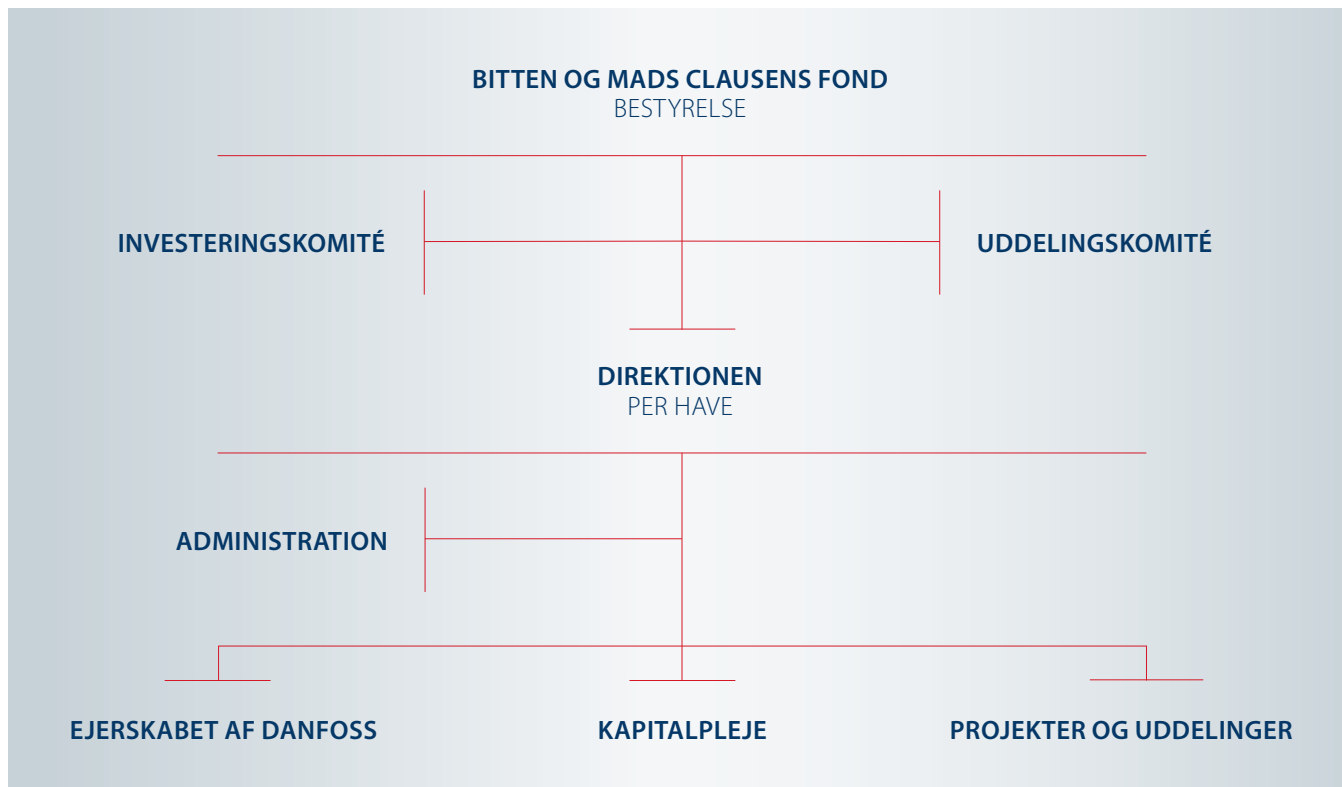 BITTEN OG MADS CLAUSENS FOND
BESTYRELSE
INVESTERINGSKOMITÉ
UDDELINGSKOMITÉ
DIREKTIONEN
PER HAVE
ADMINISTRATION
EJERSKABET AF DANFOSS
KAPITALPLEJE
PROJEKTER OG UDDELINGER